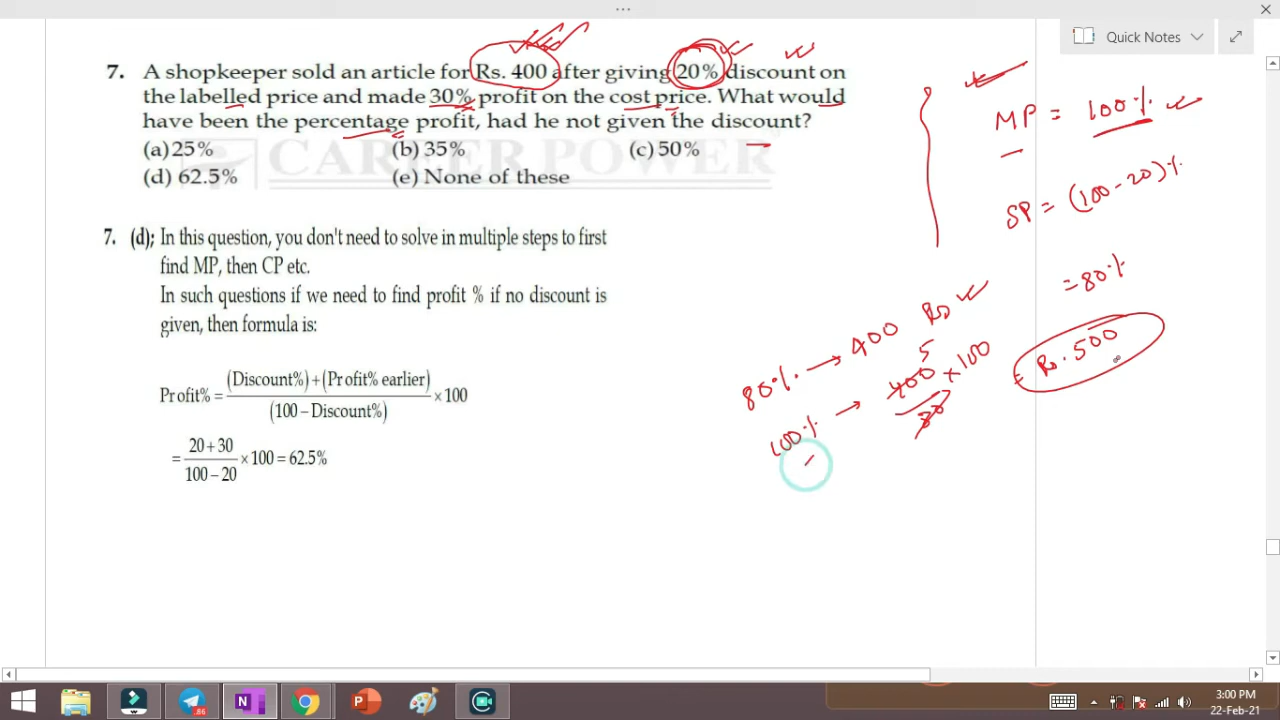 Quick Notes
7. A shopkeeper sold an article for Rs. 400 after giving 20% discount on
the labelled price and made 30% profit on the cost price. What would
have been the percentage profit, had he not given the discount?
(a) 25% (b) 35% (c) 50%
(d) 62.5% (e) None of these
CAREER POWER
7. (d); In this question, you don't need to solve in multiple steps to first
find MP, then CP etc.
In such questions if we need to find profit % if no discount is
given, then formula is:
Profit% = (Discount%)+(Profit% earlier) / (100 − Discount%) ×100
= 20+30 / 100−20 ×100 = 62.5%
MP = 100%
SP = (100-20)%
= 80%
80% → 400 Rs
100% → 400/80 × 100
5
= Rs. 500
3:00 PM
22-Feb-21